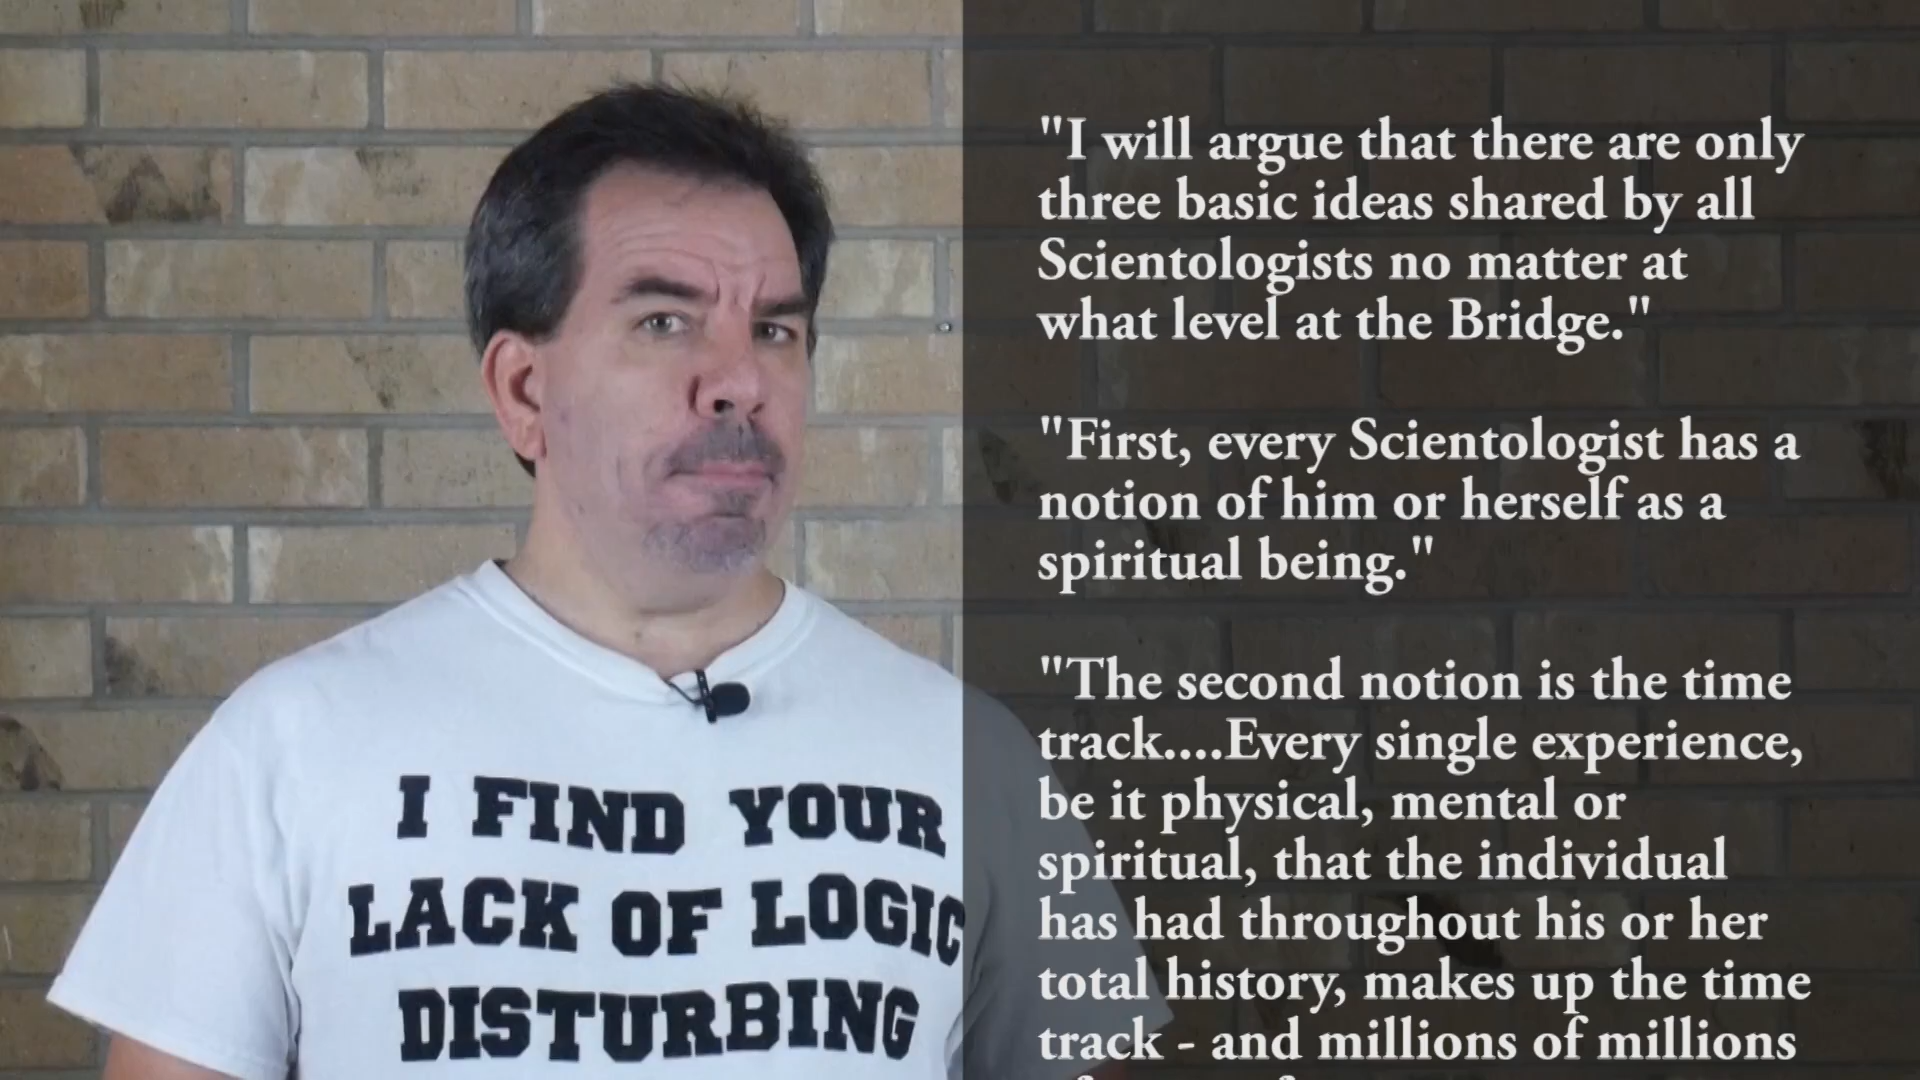 I FIND YOUR
LACK OF LOGIC
DISTURBING
"I will argue that there are only
three basic ideas shared by all
Scientologists no matter at
what level at the Bridge."
"First, every Scientologist has a
notion of him or herself as a
spiritual being."
"The second notion is the time
track....Every single experience,
be it physical, mental or
spiritual, that the individual
has had throughout his or her
total history, makes up the time
track - and millions of millions